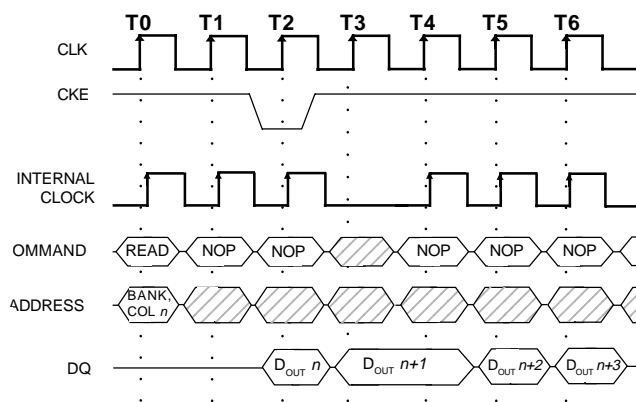 T0 T1 T2 T3 T4 T5 T6
CLK
CKE
INTERNAL
CLOCK
OMMAND READ NOP NOP NOP NOP NOP
ADDRESS BANK,
COL n
DQ DOUT n DOUT n+1 DOUT n+2 DOUT n+3